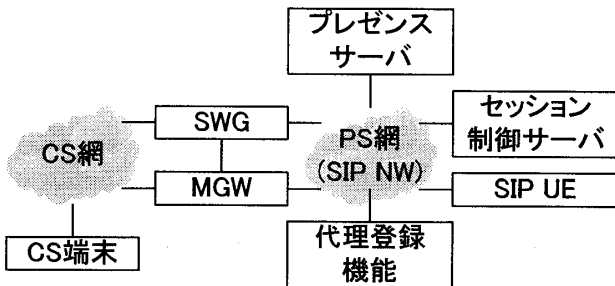 プレゼンス
サーバ
SWG
セッション
制御サーバ
CS網
PS網
(SIP NW)
MGW
SIP UE
CS端末
代理登録
機能